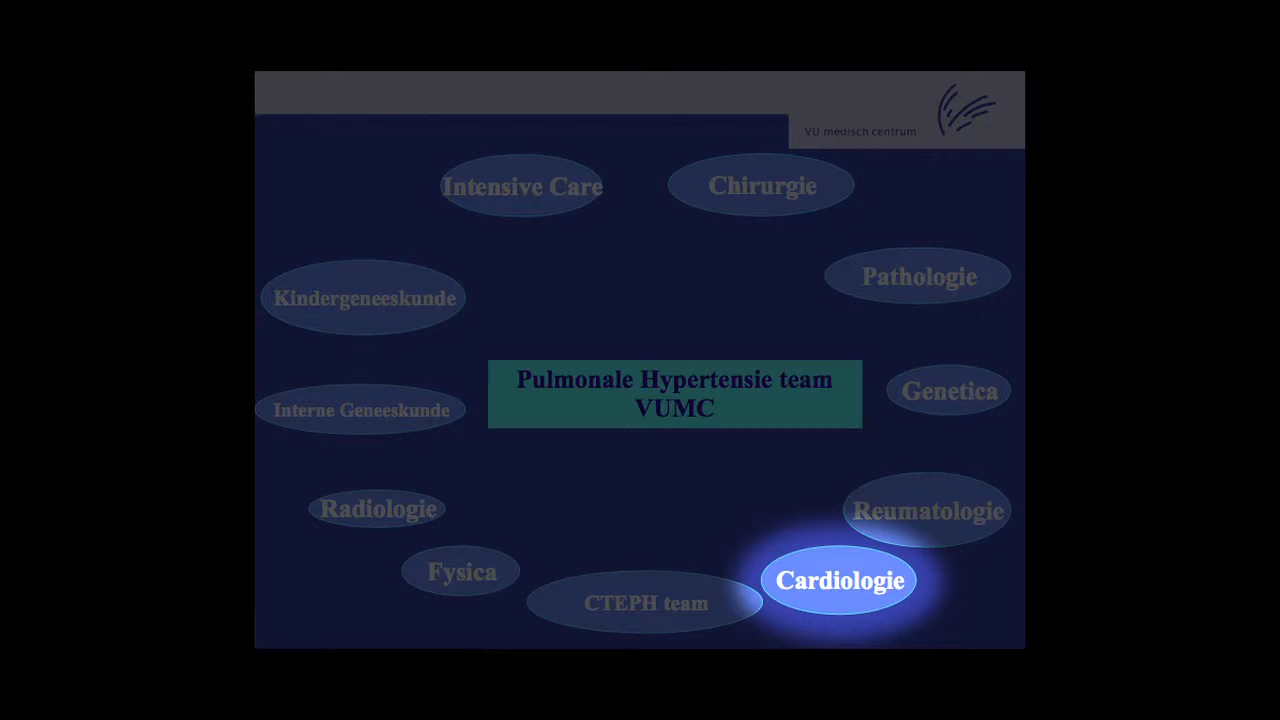 VU medisch centrum
Intensive Care
Chirurgie
Pathologie
Kindergeneeskunde
Pulmonale Hypertensie team
VUMC
Genetica
Interne Geneeskunde
Radiologie
Reumatologie
Fysica
Cardiologie
CTEPH team